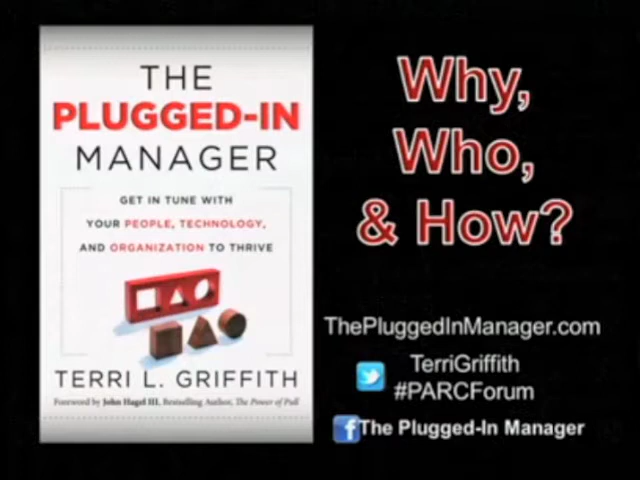 THE
PLUGGED-IN
MANAGER
GET IN TUNE WITH
YOUR PEOPLE, TECHNOLOGY,
AND ORGANIZATION TO THRIVE
TERRI L. GRIFFITH
Foreword by John Hagel III, Bestselling Author, The Power of Pull
Why,
Who,
& How?
ThePluggedInManager.com
TerriGriffith
#PARCForum
The Plugged-In Manager